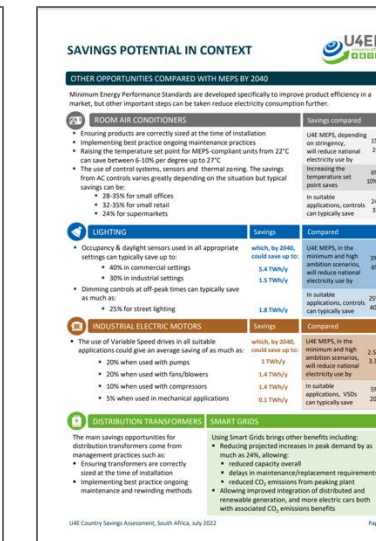 SAVINGS POTENTIAL IN CONTEXT
U4E
OTHER OPPORTUNITIES COMPARED WITH MEPS BY 2040
Minimum Energy Performance Standards are developed specifically to improve product efficiency in a
market, but other important steps can be taken reduce electricity consumption further.
ROOM AIR CONDITIONERS
Savings compared
Ensuring products are correctly sized at the time of installation
Implementing best practice ongoing maintenance practices
Raising the temperature set point for MEPS-compliant units from 22°C
can save between 6-10% per degree up to 27°C
The use of control systems, sensors and thermal zoning. The savings
from AC controls varies greatly depending on the situation but typical
savings can be:
28-35% for small offices
32-35% for small retail
24% for supermarkets
U4E MEPS, depending
on stringency,
will reduce national
electricity use by
Increasing the
temperature set
point saves
In suitable
applications, controls
can typically save
LIGHTING
Savings
Compared
Occupancy & daylight sensors used in all appropriate
settings can typically save up to:
40% in commercial settings
30% in industrial settings
Dimming controls at off-peak times can typically save
as much as:
25% for street lighting
which, by 2040,
could save up to:
5.4 TWh/y
1.5 TWh/y
1.8 TWh/y
U4E MEPS, in the
minimum and high
ambition scenarios,
will reduce national
electricity use by
In suitable
applications, controls
can typically save
INDUSTRIAL ELECTRIC MOTORS
Savings
Compared
The use of Variable Speed drives in all suitable
applications could give an average saving of as much as:
20% when used with pumps
20% when used with fans/blowers
10% when used with compressors
5% when used in mechanical applications
which, by 2040,
could save up to:
1 TWh/y
1.4 TWh/y
1.4 TWh/y
0.1 TWh/y
U4E MEPS, in the
minimum and high
ambition scenarios,
will reduce national
electricity use by
In suitable
applications, VSDs
can typically save
DISTRIBUTION TRANSFORMERS
SMART GRIDS
The main savings opportunities for
distribution transformers come from
management practices such as:
Ensuring transformers are correctly
sized at the time of installation
Implementing best practice ongoing
maintenance and rewinding methods
Using Smart Grids brings other benefits including:
Reducing projected increases in peak demand by as
much as 24%, allowing:
reduced capacity overall
delays in maintenance/replacement requirements
reduced CO₂ emissions from peaking plant
Allowing improved integration of distributed and
renewable generation, and more electric cars both
with associated CO₂ emissions benefits
U4E Country Savings Assessment, South Africa, July 2022